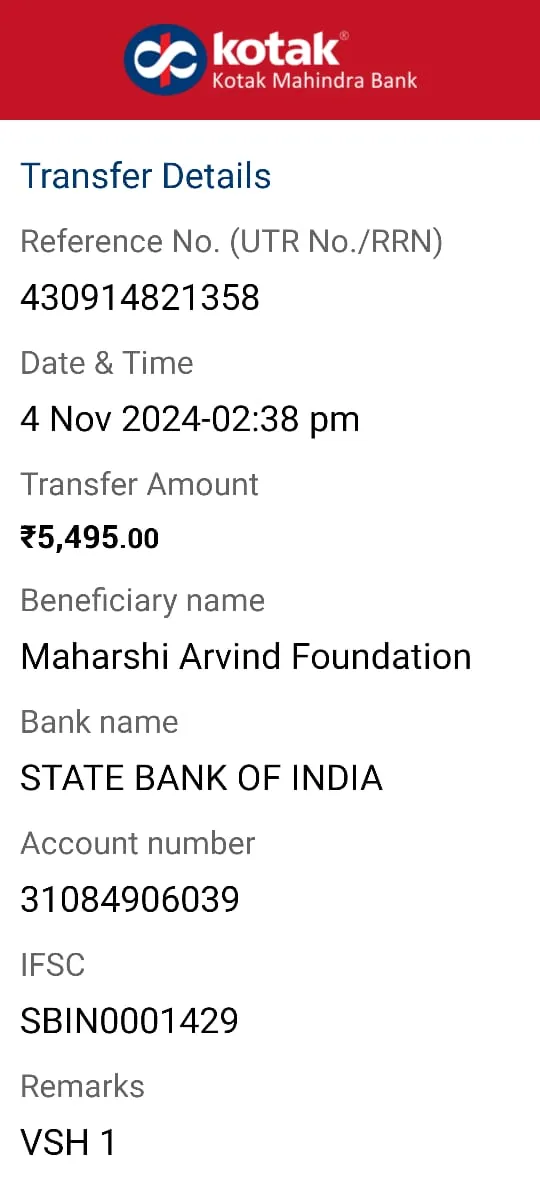 kotak®
Kotak Mahindra Bank
Transfer Details
Reference No. (UTR No./RRN)
430914821358
Date & Time
4 Nov 2024-02:38 pm
Transfer Amount
₹5,495.00
Beneficiary name
Maharshi Arvind Foundation
Bank name
STATE BANK OF INDIA
Account number
31084906039
IFSC
SBIN0001429
Remarks
VSH 1